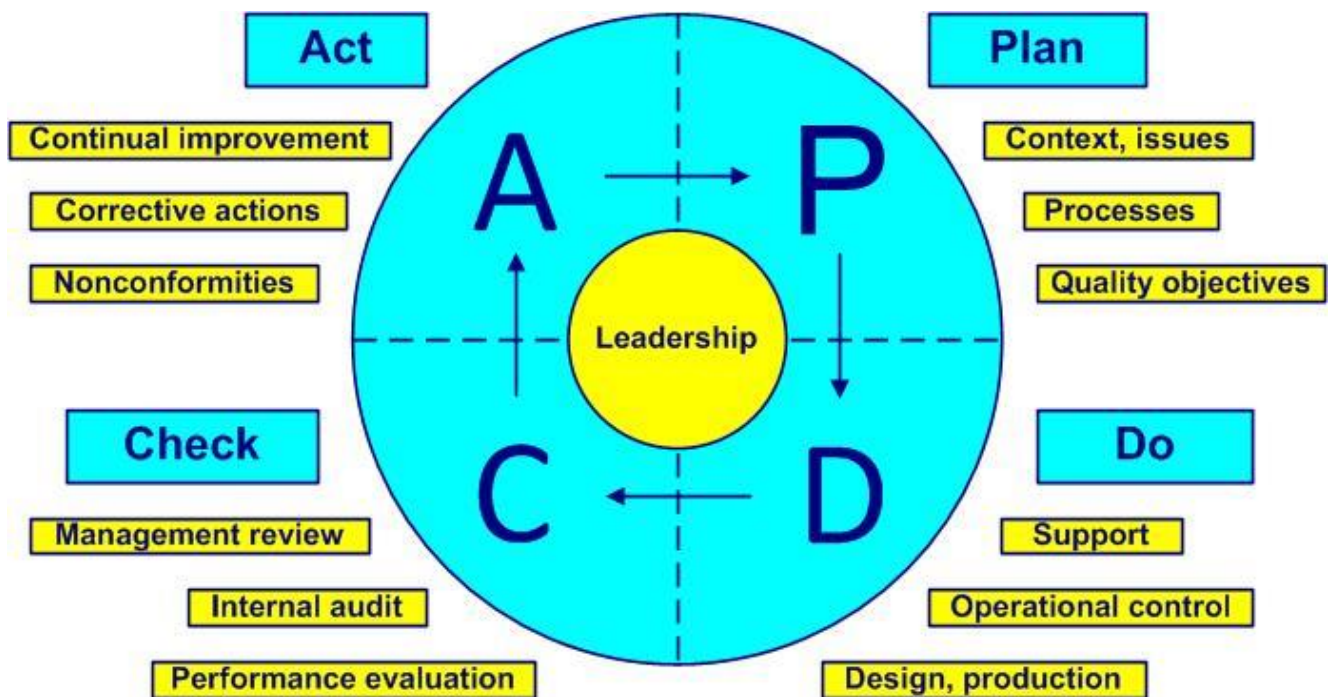 Act
Plan
Continual improvement
Corrective actions
Nonconformities
A
P
Context, issues
Processes
Quality objectives
Leadership
Check
Do
C
D
Management review
Internal audit
Performance evaluation
Support
Operational control
Design, production